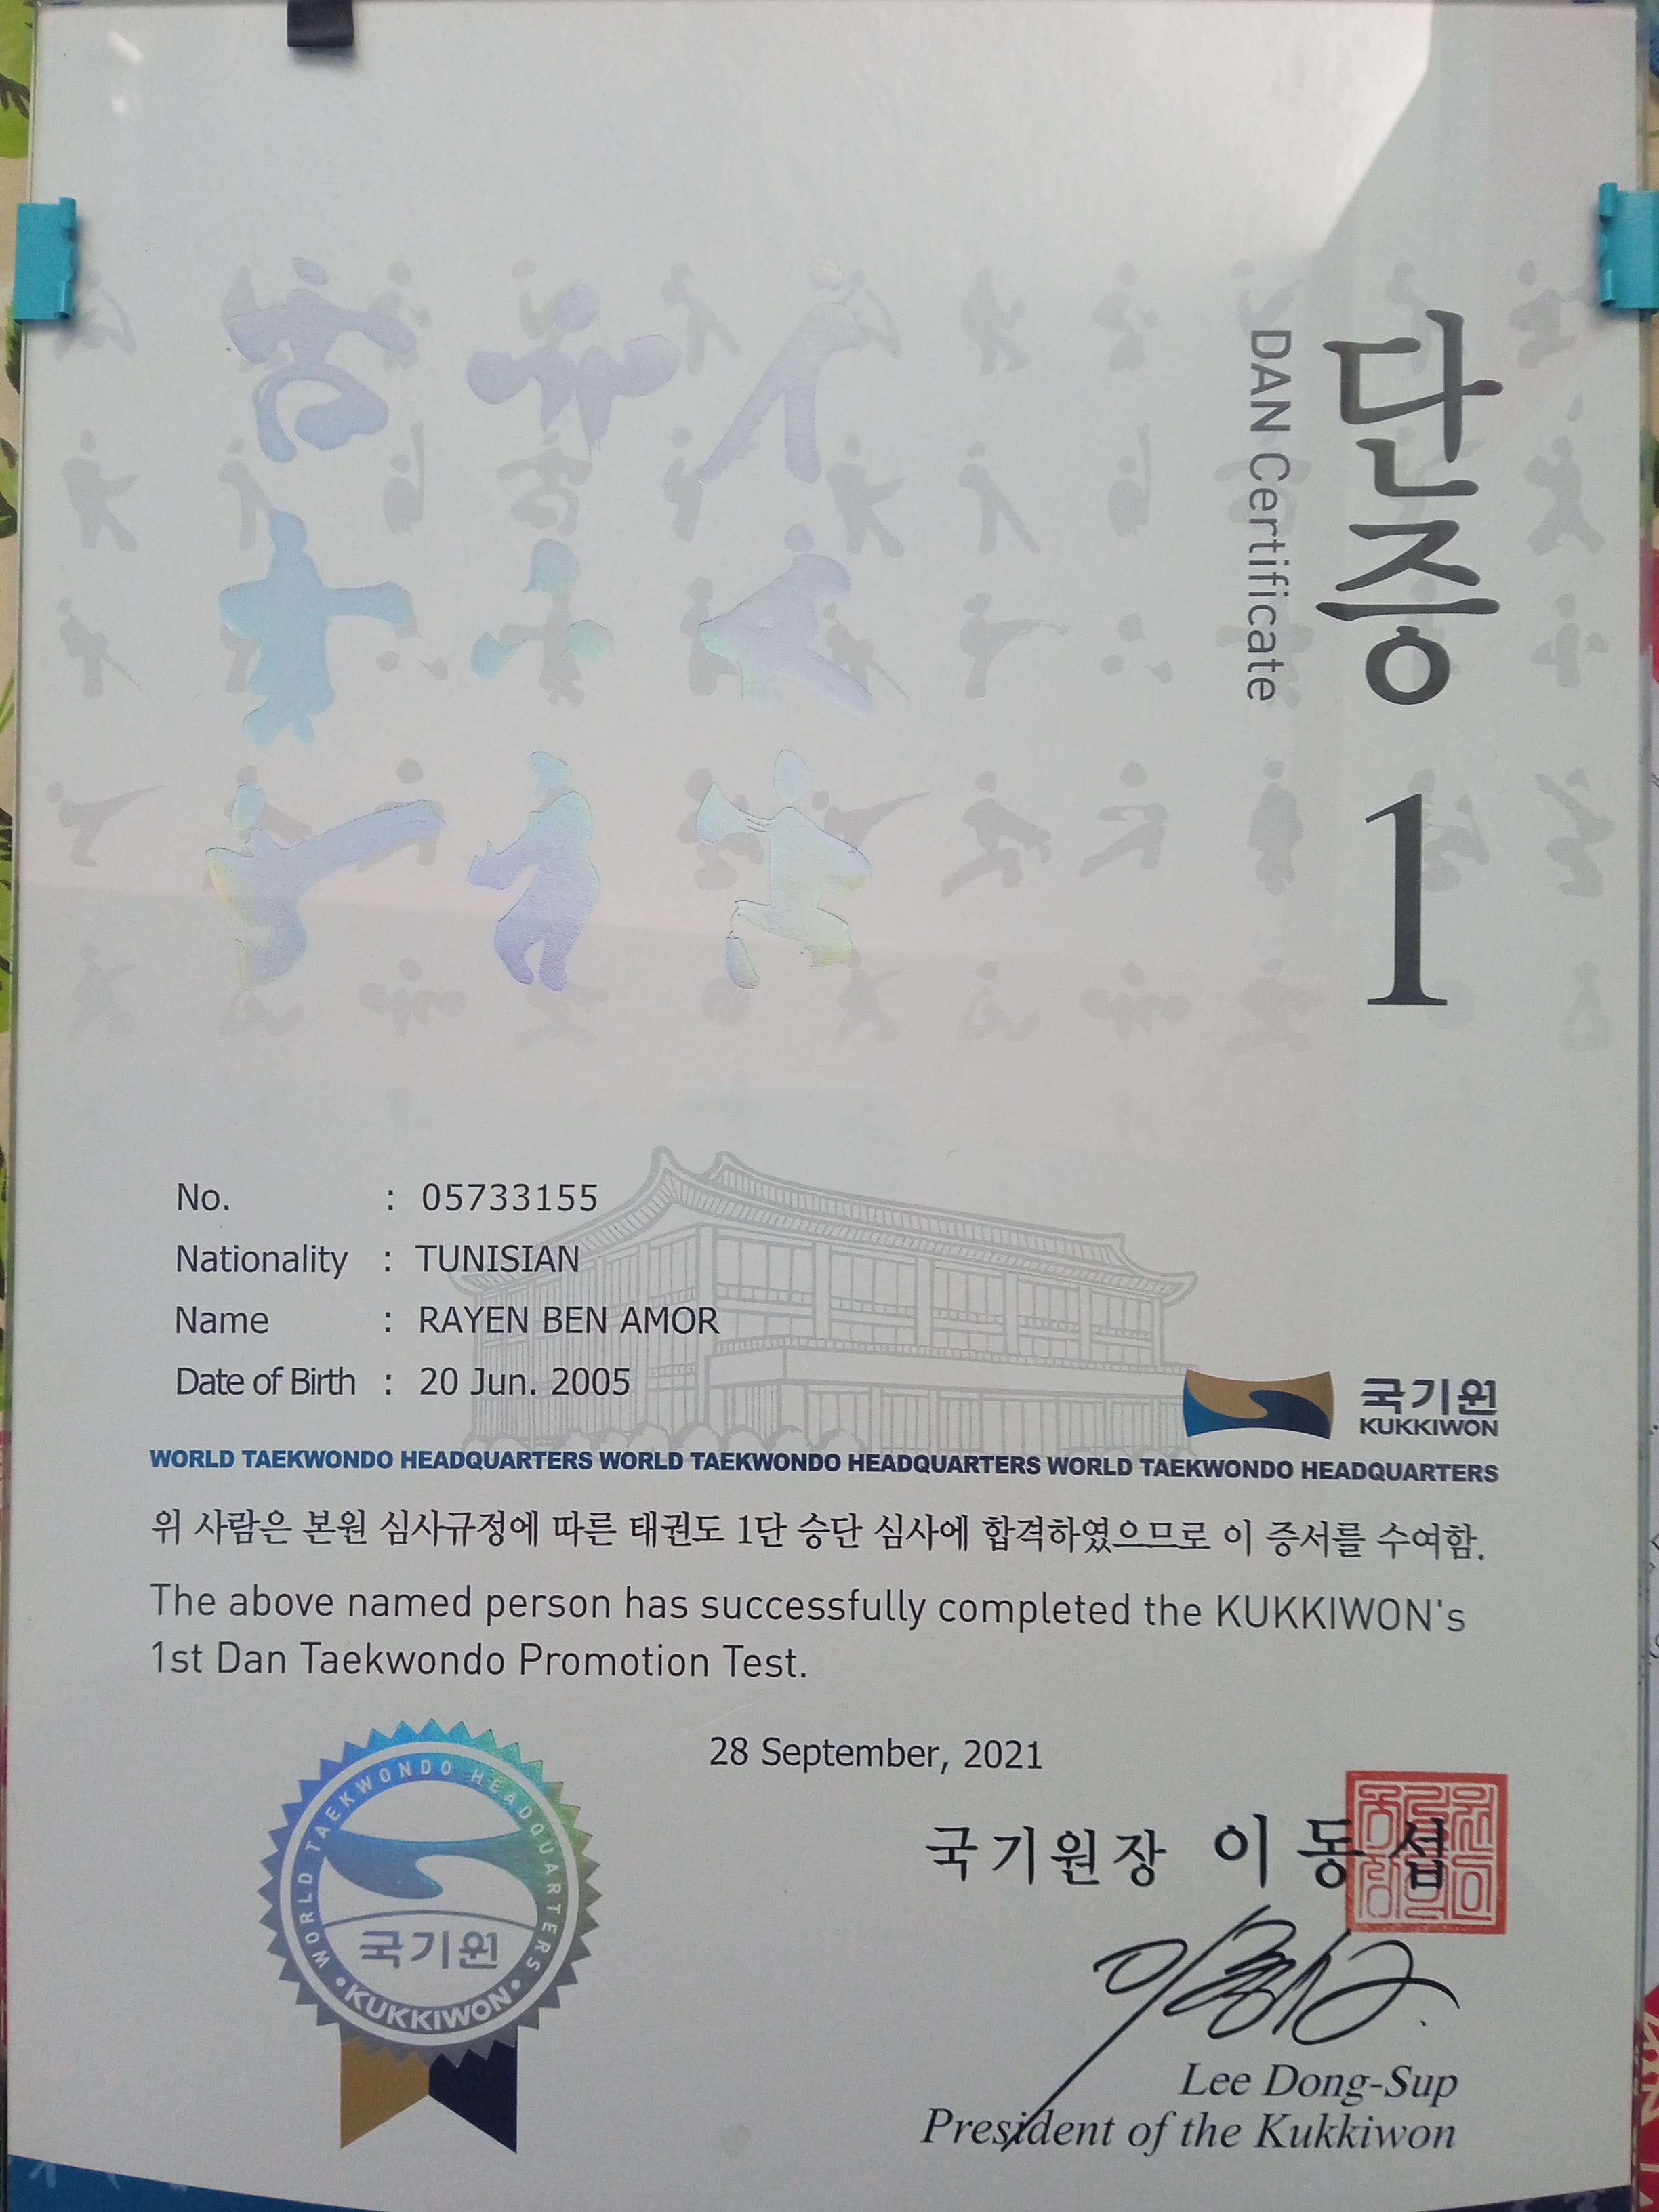 단증 1
DAN Certificate
No. : 05733155
Nationality : TUNISIAN
Name : RAYEN BEN AMOR
Date of Birth : 20 Jun. 2005
국기원
KUKKIWON
WORLD TAEKWONDO HEADQUARTERS WORLD TAEKWONDO HEADQUARTERS WORLD TAEKWONDO HEADQUARTERS
위 사람은 본원 심사규정에 따른 태권도 1단 승단 심사에 합격하였으므로 이 증서를 수여함.
The above named person has successfully completed the KUKKIWON's
1st Dan Taekwondo Promotion Test.
28 September, 2021
WORLD TAEKWONDO HEADQUARTERS
국기원
• KUKKIWON •
국기원장 이동섭
Lee Dong-Sup
President of the Kukkiwon